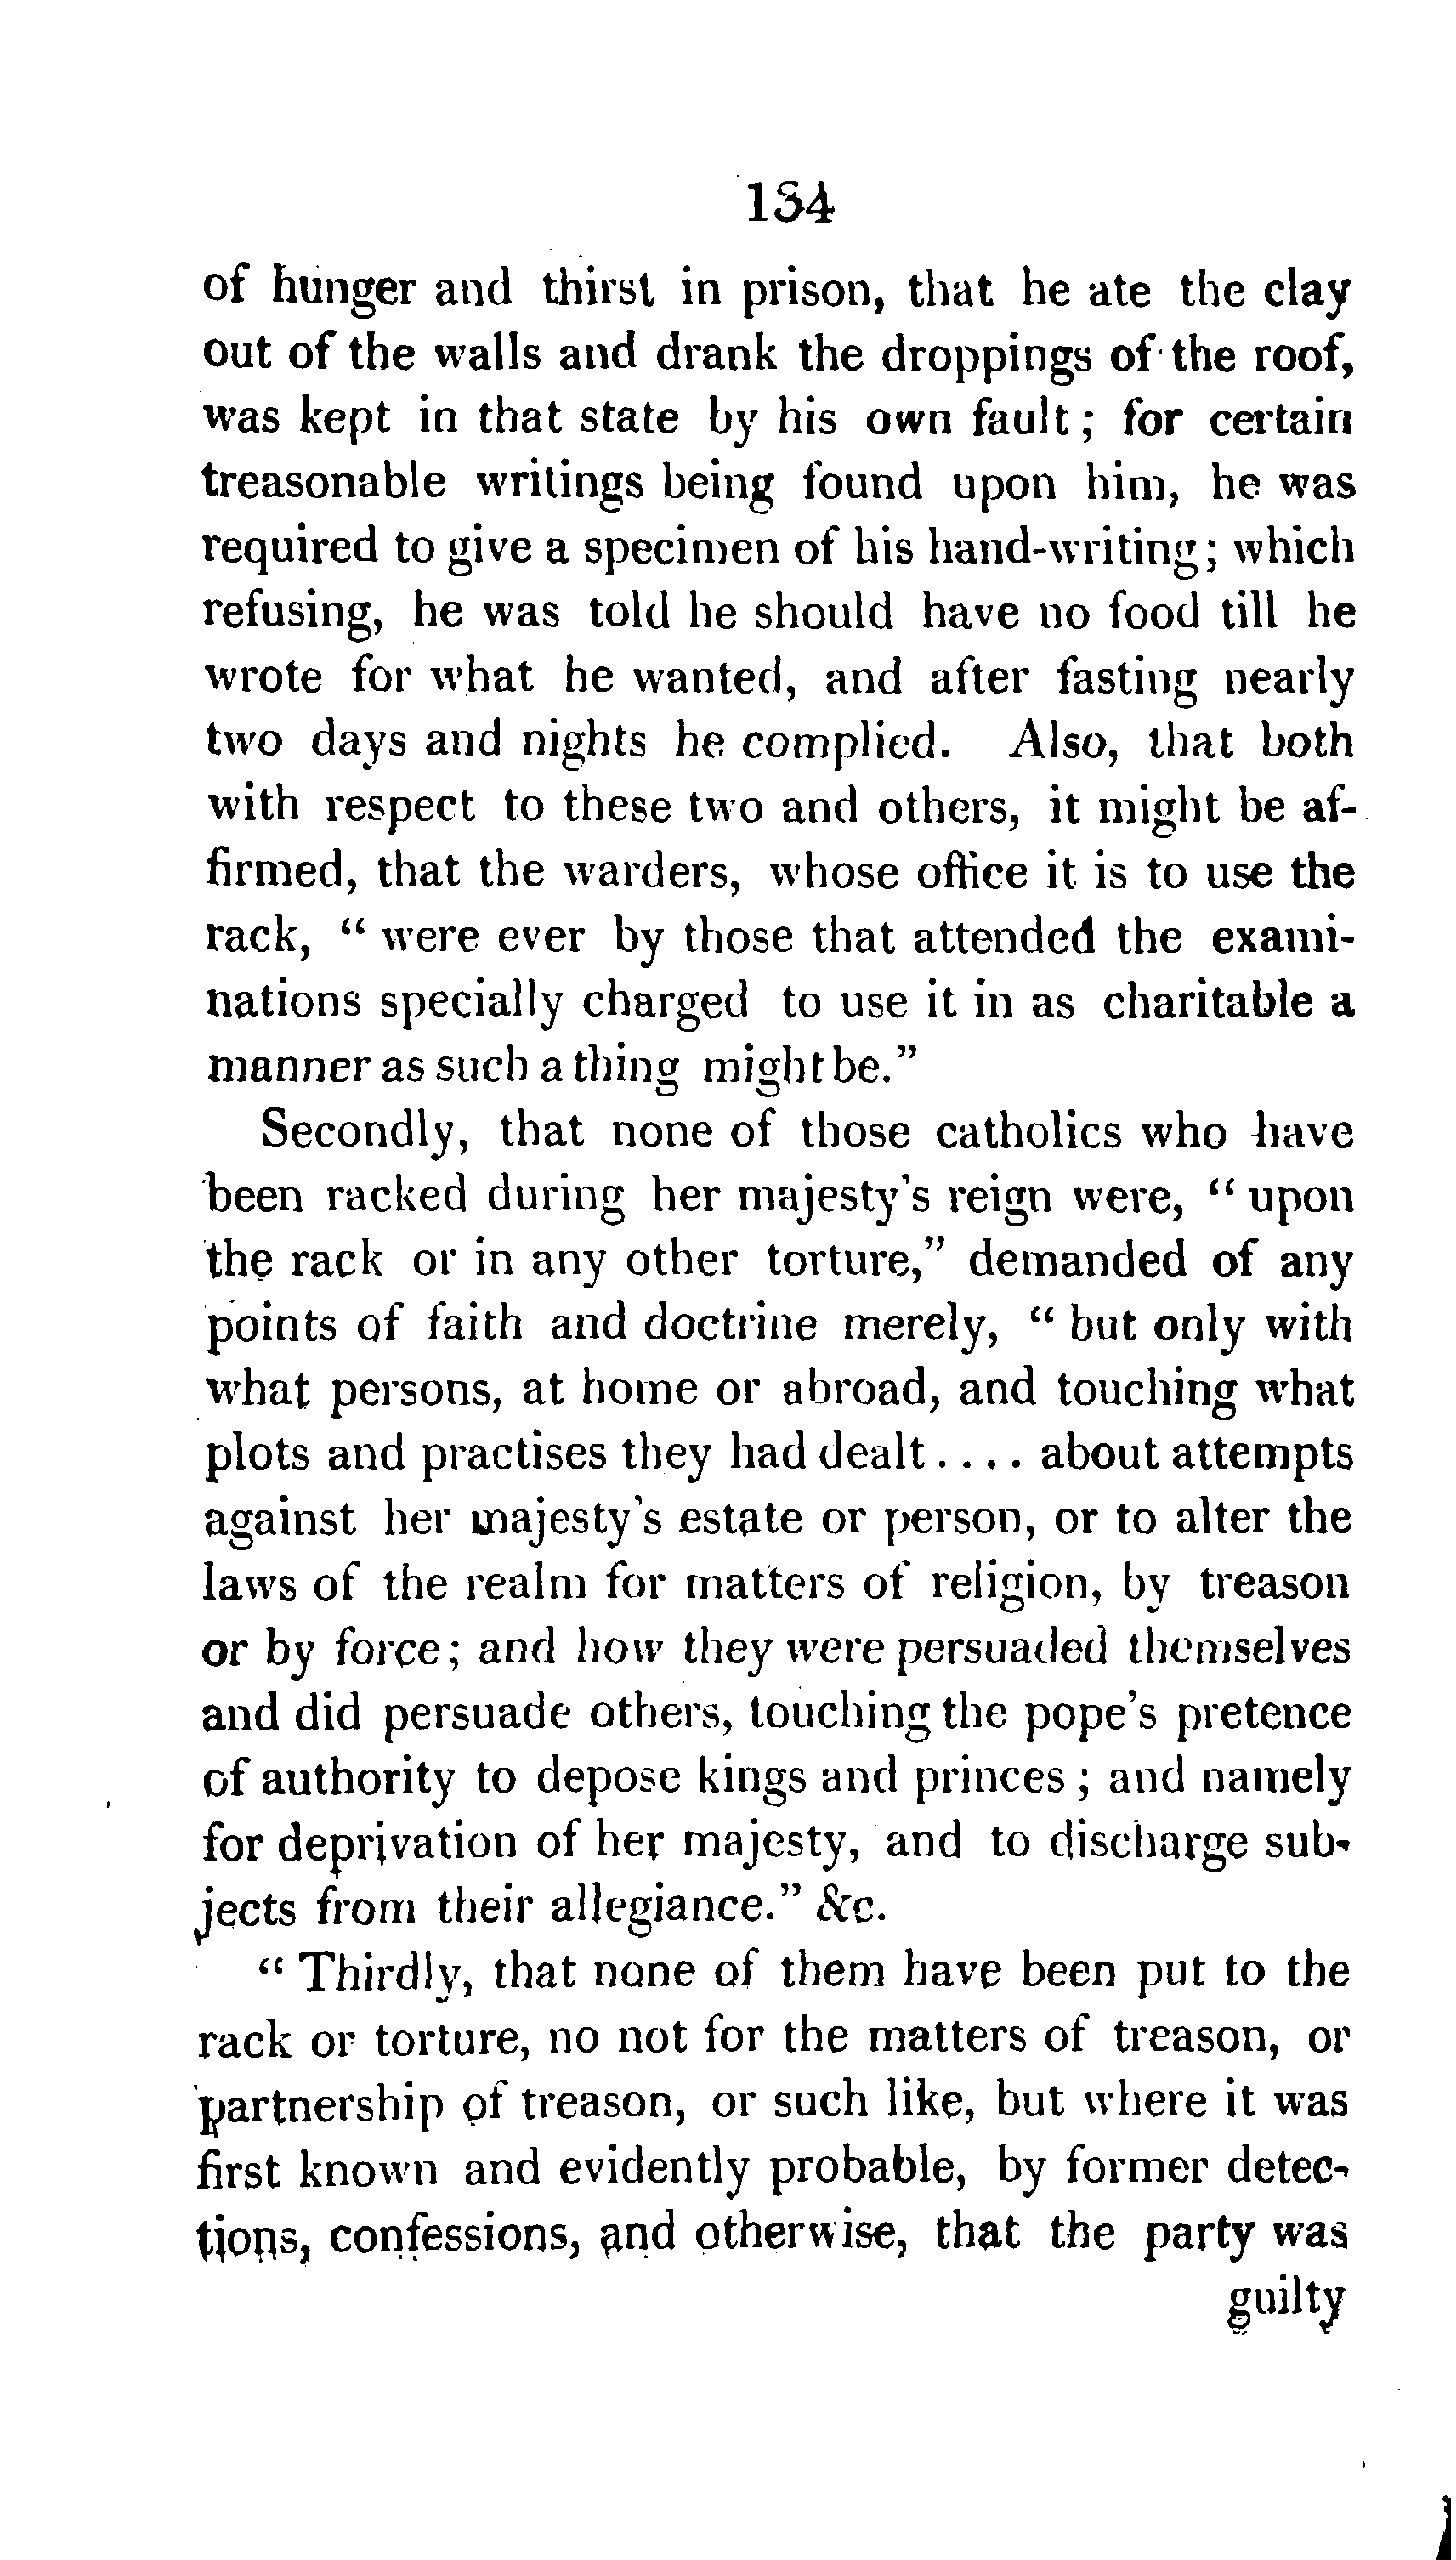 134
of hunger and thirst in prison, that he ate the clay
out of the walls and drank the droppings of the roof,
was kept in that state by his own fault; for certain
treasonable writings being found upon him, he was
required to give a specimen of his hand-writing; which
refusing, he was told he should have no food till he
wrote for what he wanted, and after fasting nearly
two days and nights he complied. Also, that both
with respect to these two and others, it might be af-
firmed, that the warders, whose office it is to use the
rack, “ were ever by those that attended the exami-
nations specially charged to use it in as charitable a
manner as such a thing might be.”
Secondly, that none of those catholics who have
been racked during her majesty's reign were, “ upon
the rack or in any other torture,” demanded of any
points of faith and doctrine merely, “ but only with
what persons, at home or abroad, and touching what
plots and practises they had dealt .... about attempts
against her majesty's estate or person, or to alter the
laws of the realm for matters of religion, by treason
or by force; and how they were persuaded themselves
and did persuade others, touching the pope's pretence
of authority to depose kings and princes; and namely
for deprivation of her majesty, and to discharge sub-
jects from their allegiance.” &c.
“ Thirdly, that none of them have been put to the
rack or torture, no not for the matters of treason, or
partnership of treason, or such like, but where it was
first known and evidently probable, by former detec-
tions, confessions, and otherwise, that the party was
guilty